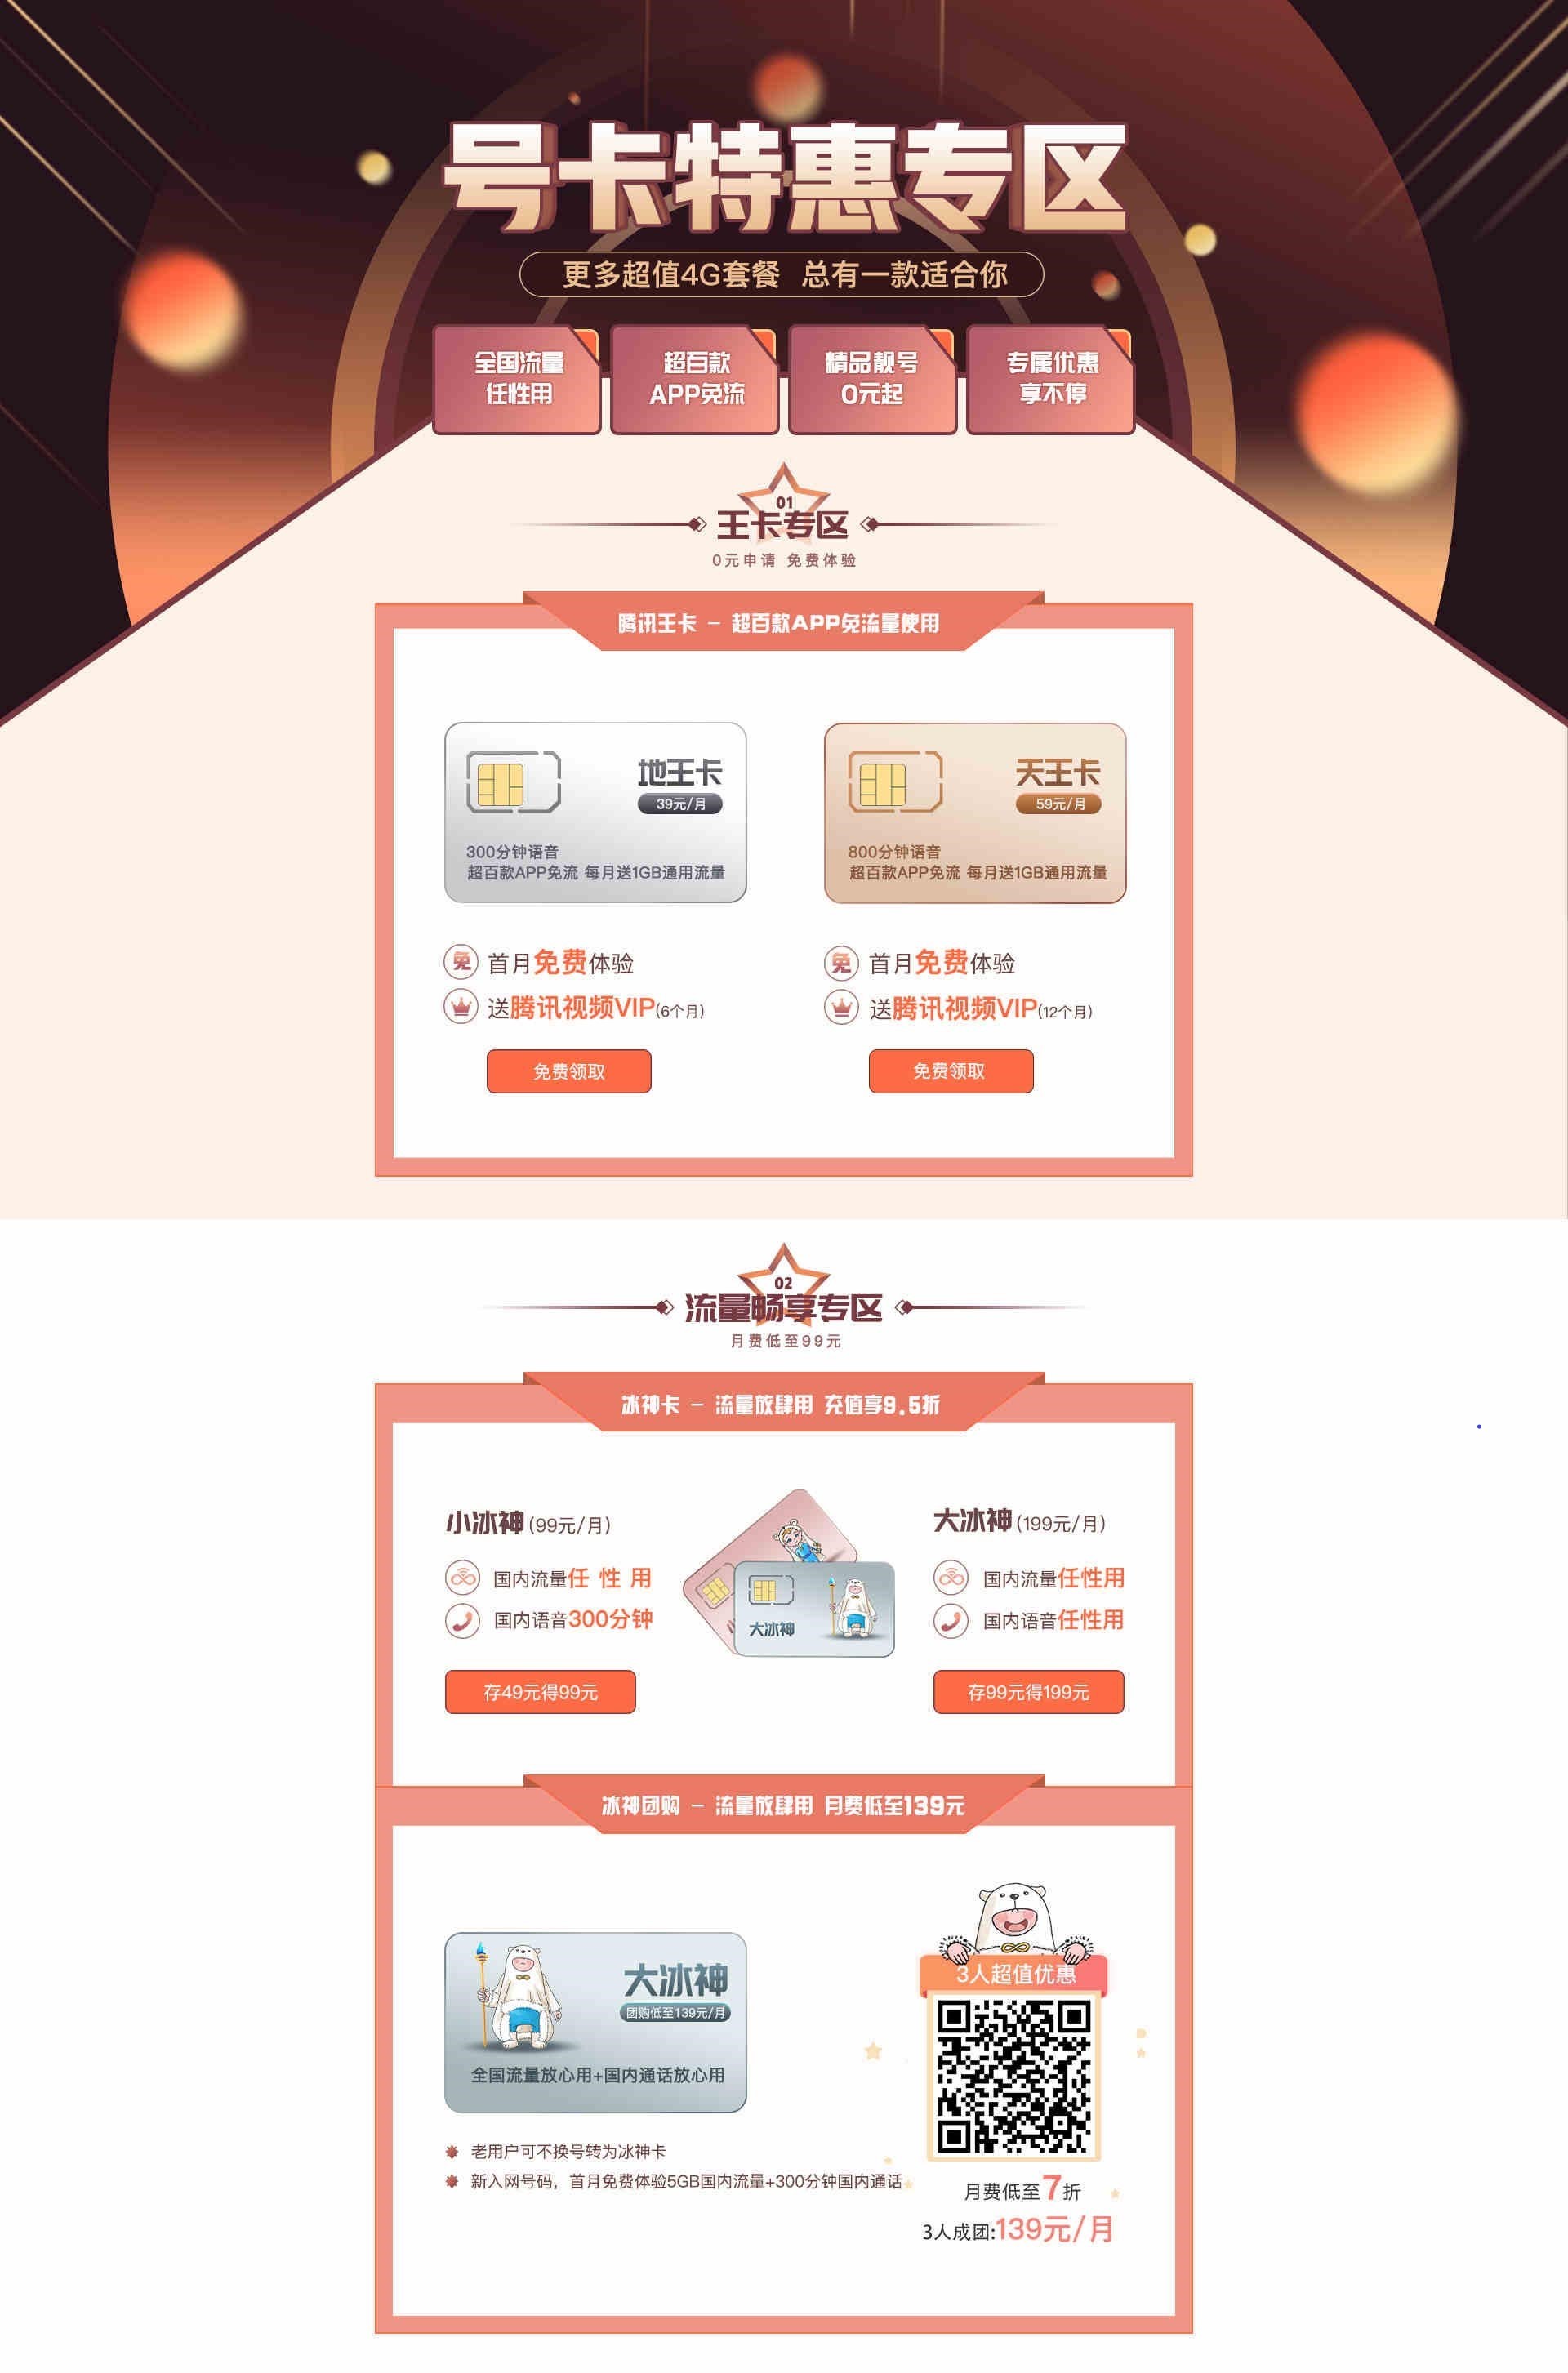 号卡特惠专区
更多超值4G套餐 总有一款适合你
全国流量
任性用
超百款
APP免流
精品靓号
0元起
专属优惠
享不停
01
王卡专区
0元申请 免费体验
腾讯王卡 - 超百款APP免流量使用
地王卡
39元/月
300分钟语音
超百款APP免流 每月送1GB通用流量
免 首月免费体验
送腾讯视频VIP(6个月)
免费领取
天王卡
59元/月
800分钟语音
超百款APP免流 每月送1GB通用流量
免 首月免费体验
送腾讯视频VIP(12个月)
免费领取
02
流量畅享专区
月费低至99元
冰神卡 - 流量放肆用 充值享9.5折
小冰神(99元/月)
国内流量任 性 用
国内语音300分钟
存49元得99元
大冰神
大冰神(199元/月)
国内流量任性用
国内语音任性用
存99元得199元
冰神团购 - 流量放肆用 月费低至139元
大冰神
团购低至139元/月
全国流量放心用+国内通话放心用
老用户可不换号转为冰神卡
新入网号码，首月免费体验5GB国内流量+300分钟国内通话
3人超值优惠
月费低至7折
3人成团:139元/月